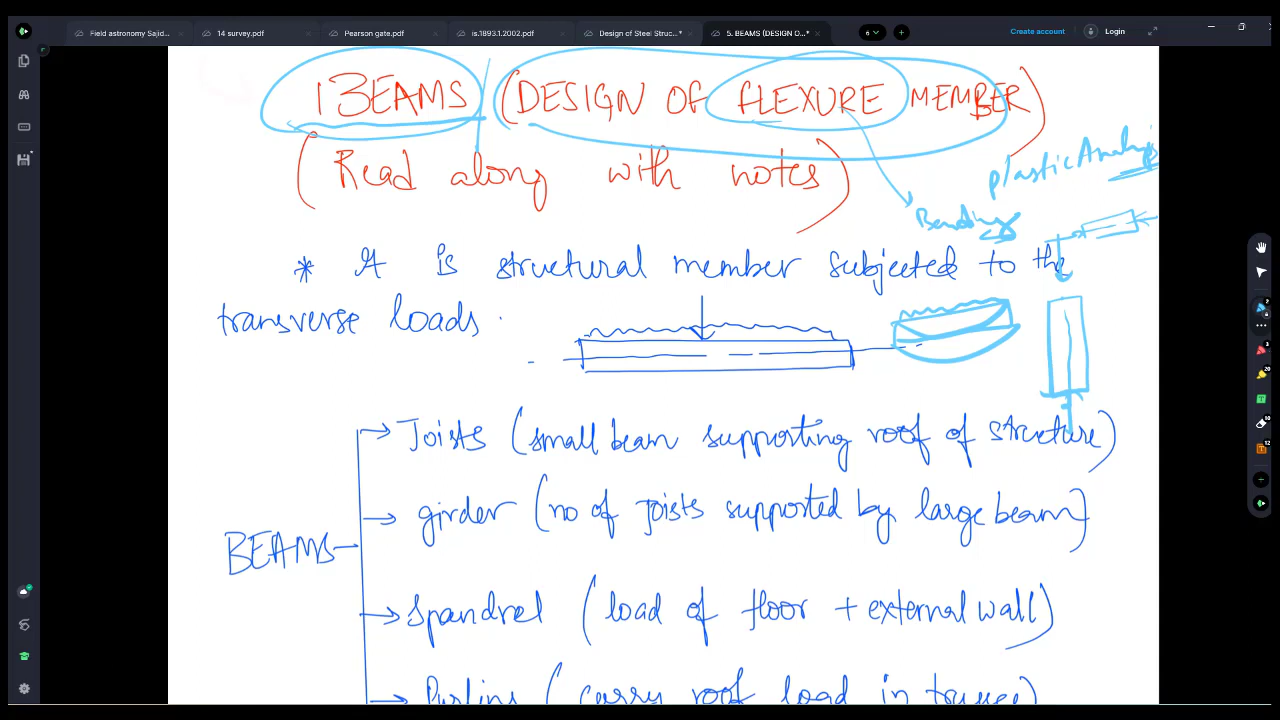 Field astronomy Sajid...
14 survey.pdf
Pearson gate.pdf
is.1893.1.2002.pdf
Design of Steel Struc...*
5. BEAMS (DESIGN O...*
6
Create account
Login
BEAMS (DESIGN OF FLEXURE MEMBER)
(Read along with notes)
plastic Analysis
Bending
* It is structural member subjected to the
transverse loads.
Joists (small beam supporting roof of structure)
girder (no of joists supported by large beam)
BEAMS
Spandrel (load of floor + external wall)
Purlins (carry roof load in trusses)